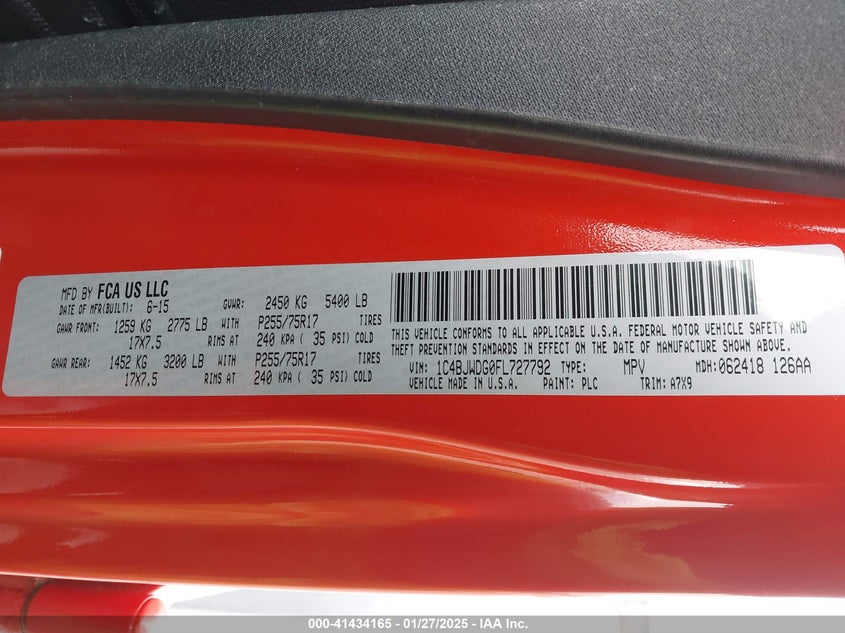 MFD BY FCA US LLC
DATE OF MFR(BUILT): 6-15 GVWR: 2450 KG 5400 LB
GAWR FRONT: 1259 KG 2775 LB WITH P255/75R17 TIRES
17X7.5 RIMS AT 240 KPA ( 35 PSI) COLD
GAWR REAR: 1452 KG 3200 LB WITH P255/75R17 TIRES
17X7.5 RIMS AT 240 KPA ( 35 PSI) COLD
THIS VEHICLE CONFORMS TO ALL APPLICABLE U.S.A. FEDERAL MOTOR VEHICLE SAFETY AND
THEFT PREVENTION STANDARDS IN EFFECT ON THE DATE OF MANUFACTURE SHOWN ABOVE.
VIN: 1C4BJWDG0FL727792 TYPE: MPV MDH: 062418 126AA
VEHICLE MADE IN U.S.A. PAINT: PLC TRIM: A7X9
000-41434165 - 01/27/2025 - IAA Inc.